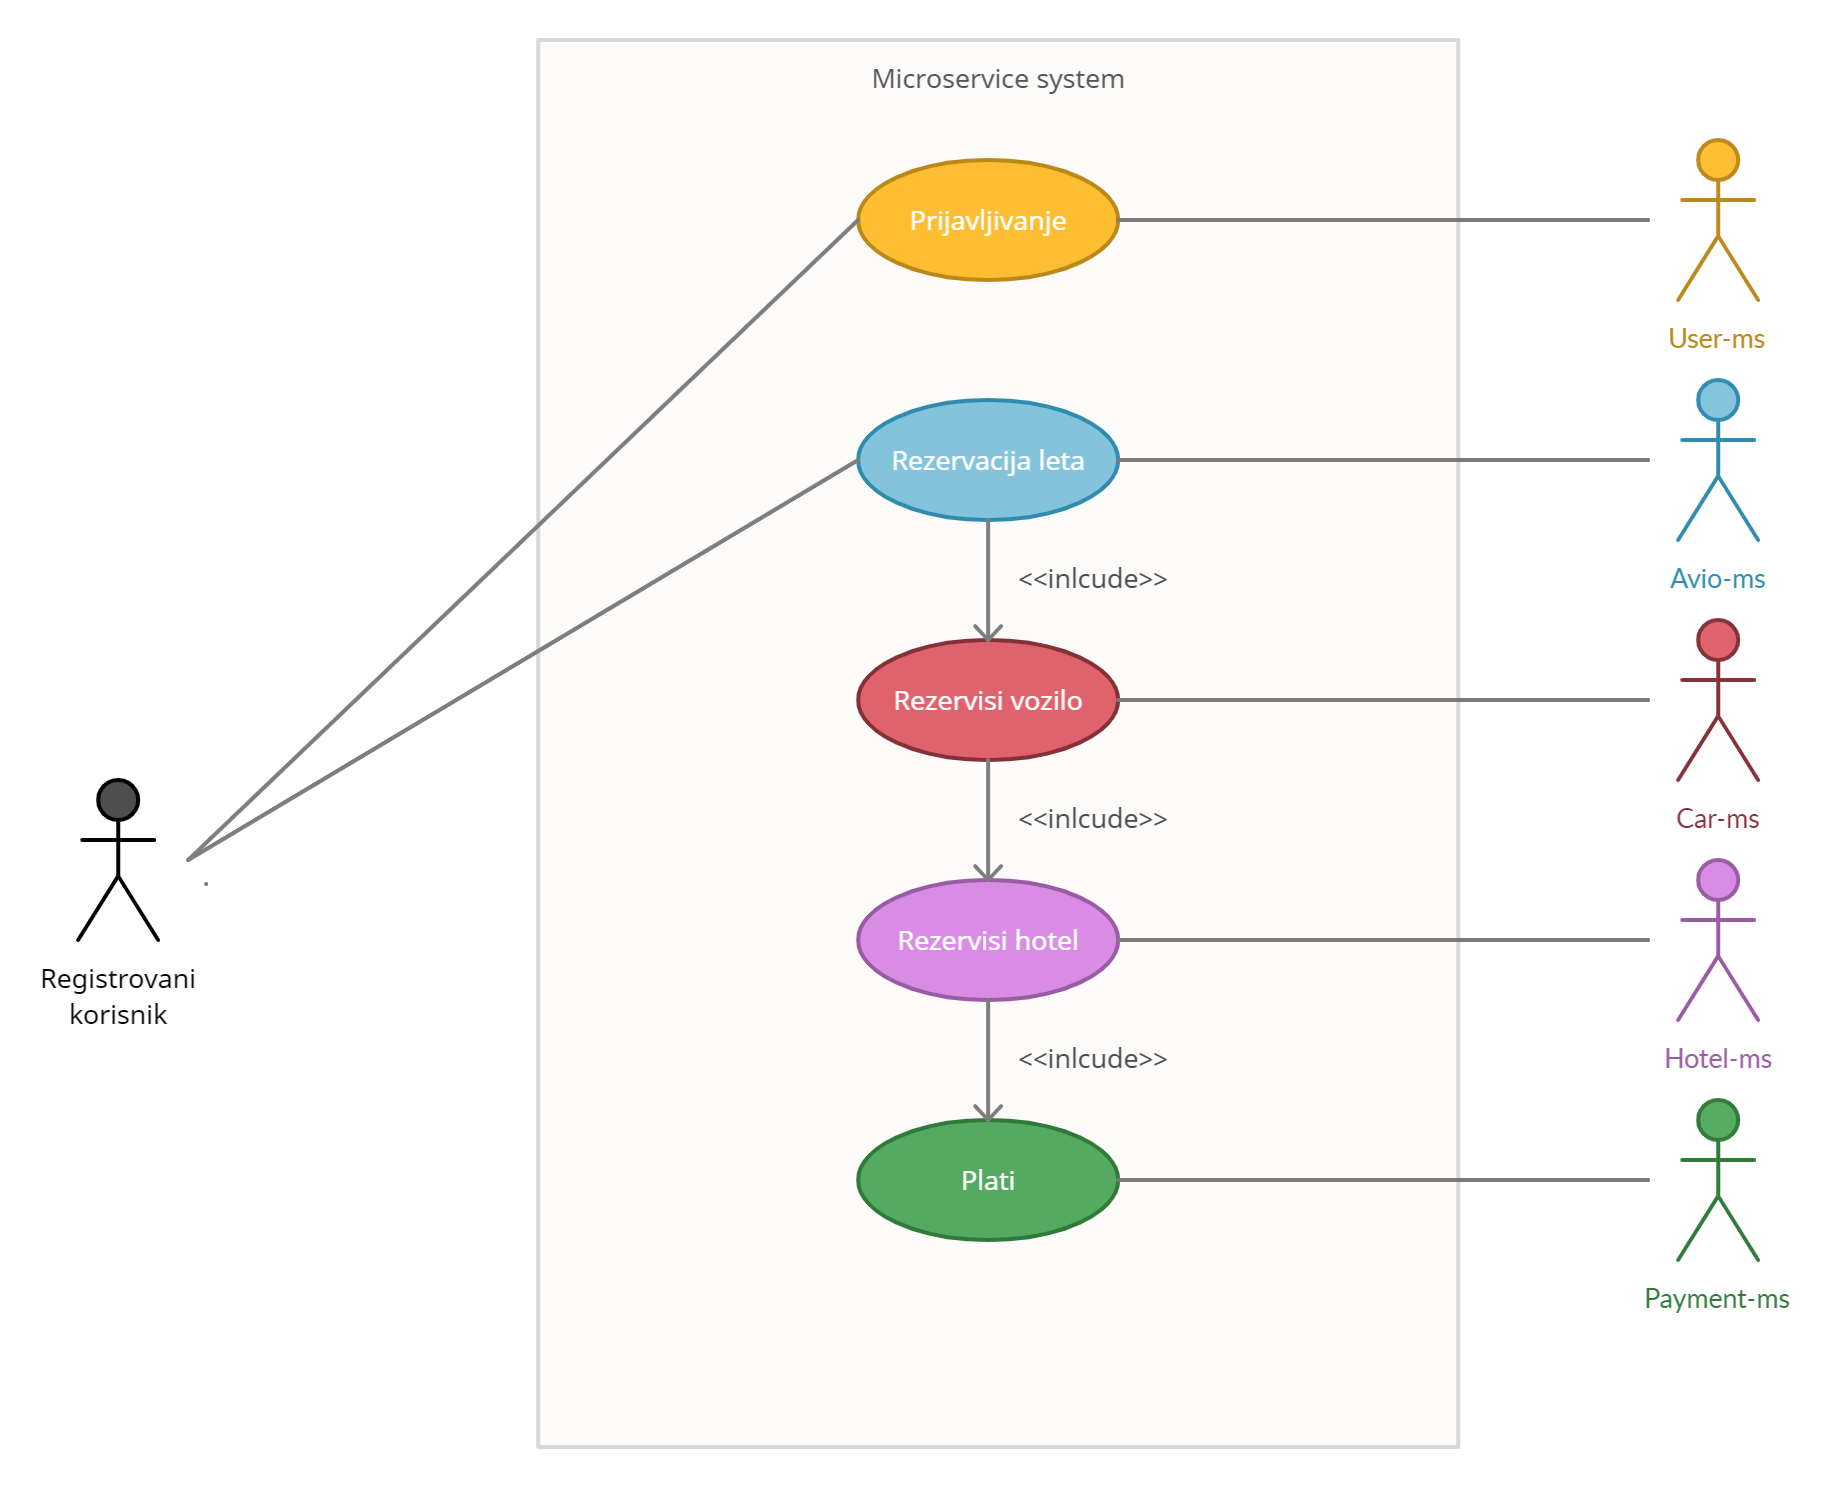 Microservice system
Prijavljivanje
User-ms
Rezervacija leta
Avio-ms
<<inlcude>>
Rezervisi vozilo
Car-ms
<<inlcude>>
Rezervisi hotel
Registrovani
korisnik
Hotel-ms
<<inlcude>>
Plati
Payment-ms